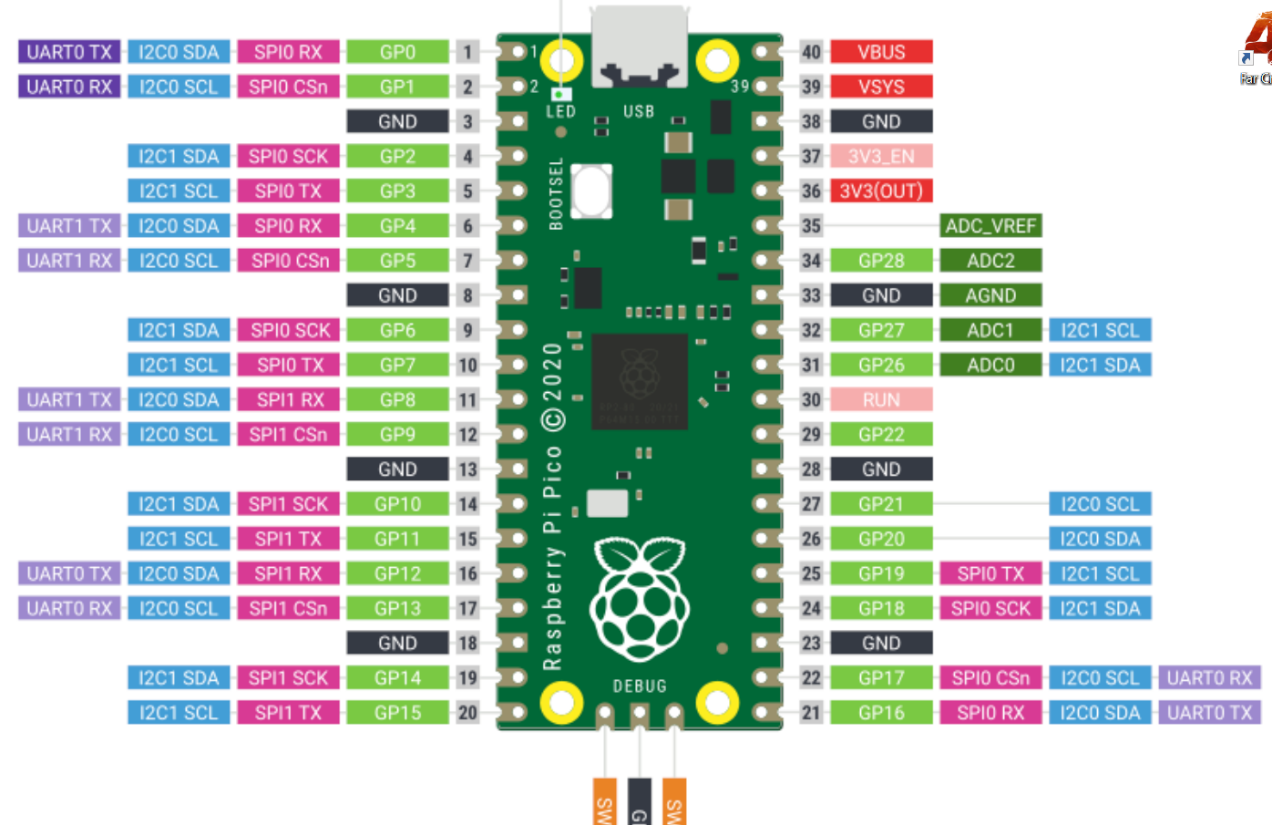 UART0 TX I2C0 SDA SPI0 RX GP0 1 1 40 VBUS
UART0 RX I2C0 SCL SPI0 CSn GP1 2 2 39 39 VSYS
LED USB
GND 3 38 GND
I2C1 SDA SPI0 SCK GP2 4 37 3V3_EN
I2C1 SCL SPI0 TX GP3 5 36 3V3(OUT)
BOOTSEL
UART1 TX I2C0 SDA SPI0 RX GP4 6 35 ADC_VREF
UART1 RX I2C0 SCL SPI0 CSn GP5 7 34 GP28 ADC2
GND 8 33 GND AGND
I2C1 SDA SPI0 SCK GP6 9 32 GP27 ADC1 I2C1 SCL
I2C1 SCL SPI0 TX GP7 10 31 GP26 ADC0 I2C1 SDA
UART1 TX I2C0 SDA SPI1 RX GP8 11 30 RUN
UART1 RX I2C0 SCL SPI1 CSn GP9 12 29 GP22
GND 13 28 GND
I2C1 SDA SPI1 SCK GP10 14 27 GP21 I2C0 SCL
I2C1 SCL SPI1 TX GP11 15 26 GP20 I2C0 SDA
UART0 TX I2C0 SDA SPI1 RX GP12 16 25 GP19 SPI0 TX I2C1 SCL
UART0 RX I2C0 SCL SPI1 CSn GP13 17 24 GP18 SPI0 SCK I2C1 SDA
GND 18 23 GND
Raspberry Pi Pico © 2020
I2C1 SDA SPI1 SCK GP14 19 22 GP17 SPI0 CSn I2C0 SCL UART0 RX
DEBUG
I2C1 SCL SPI1 TX GP15 20 21 GP16 SPI0 RX I2C0 SDA UART0 TX
Far